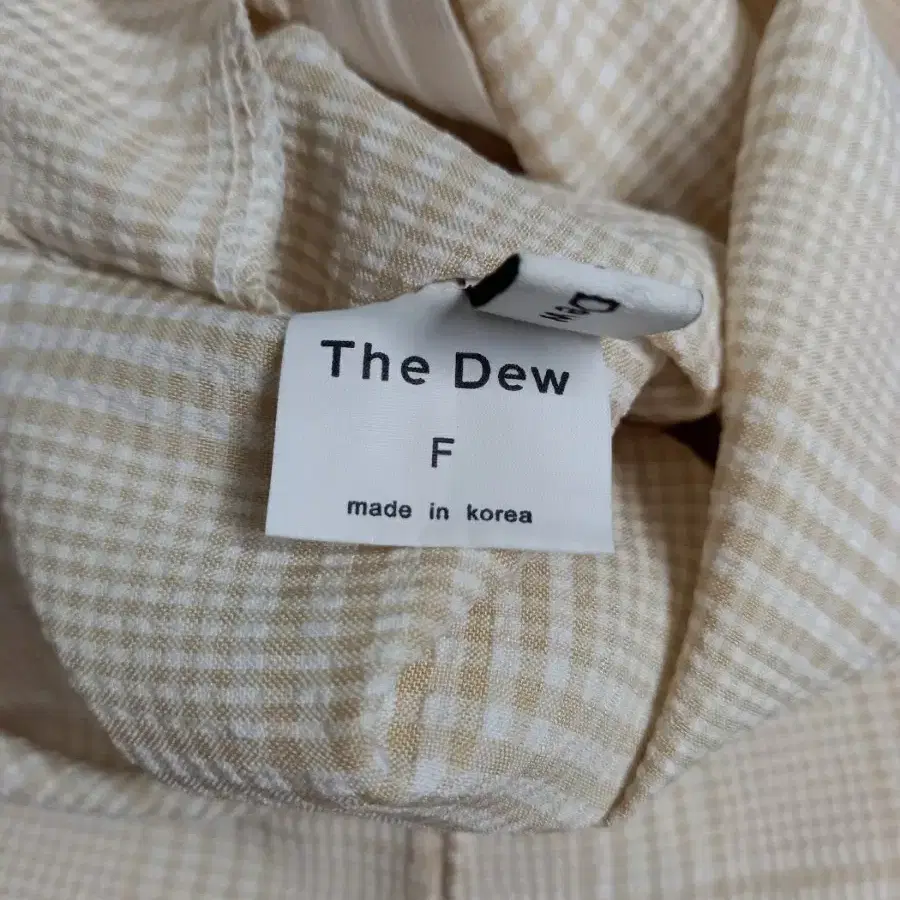 The Dew
F
made in korea